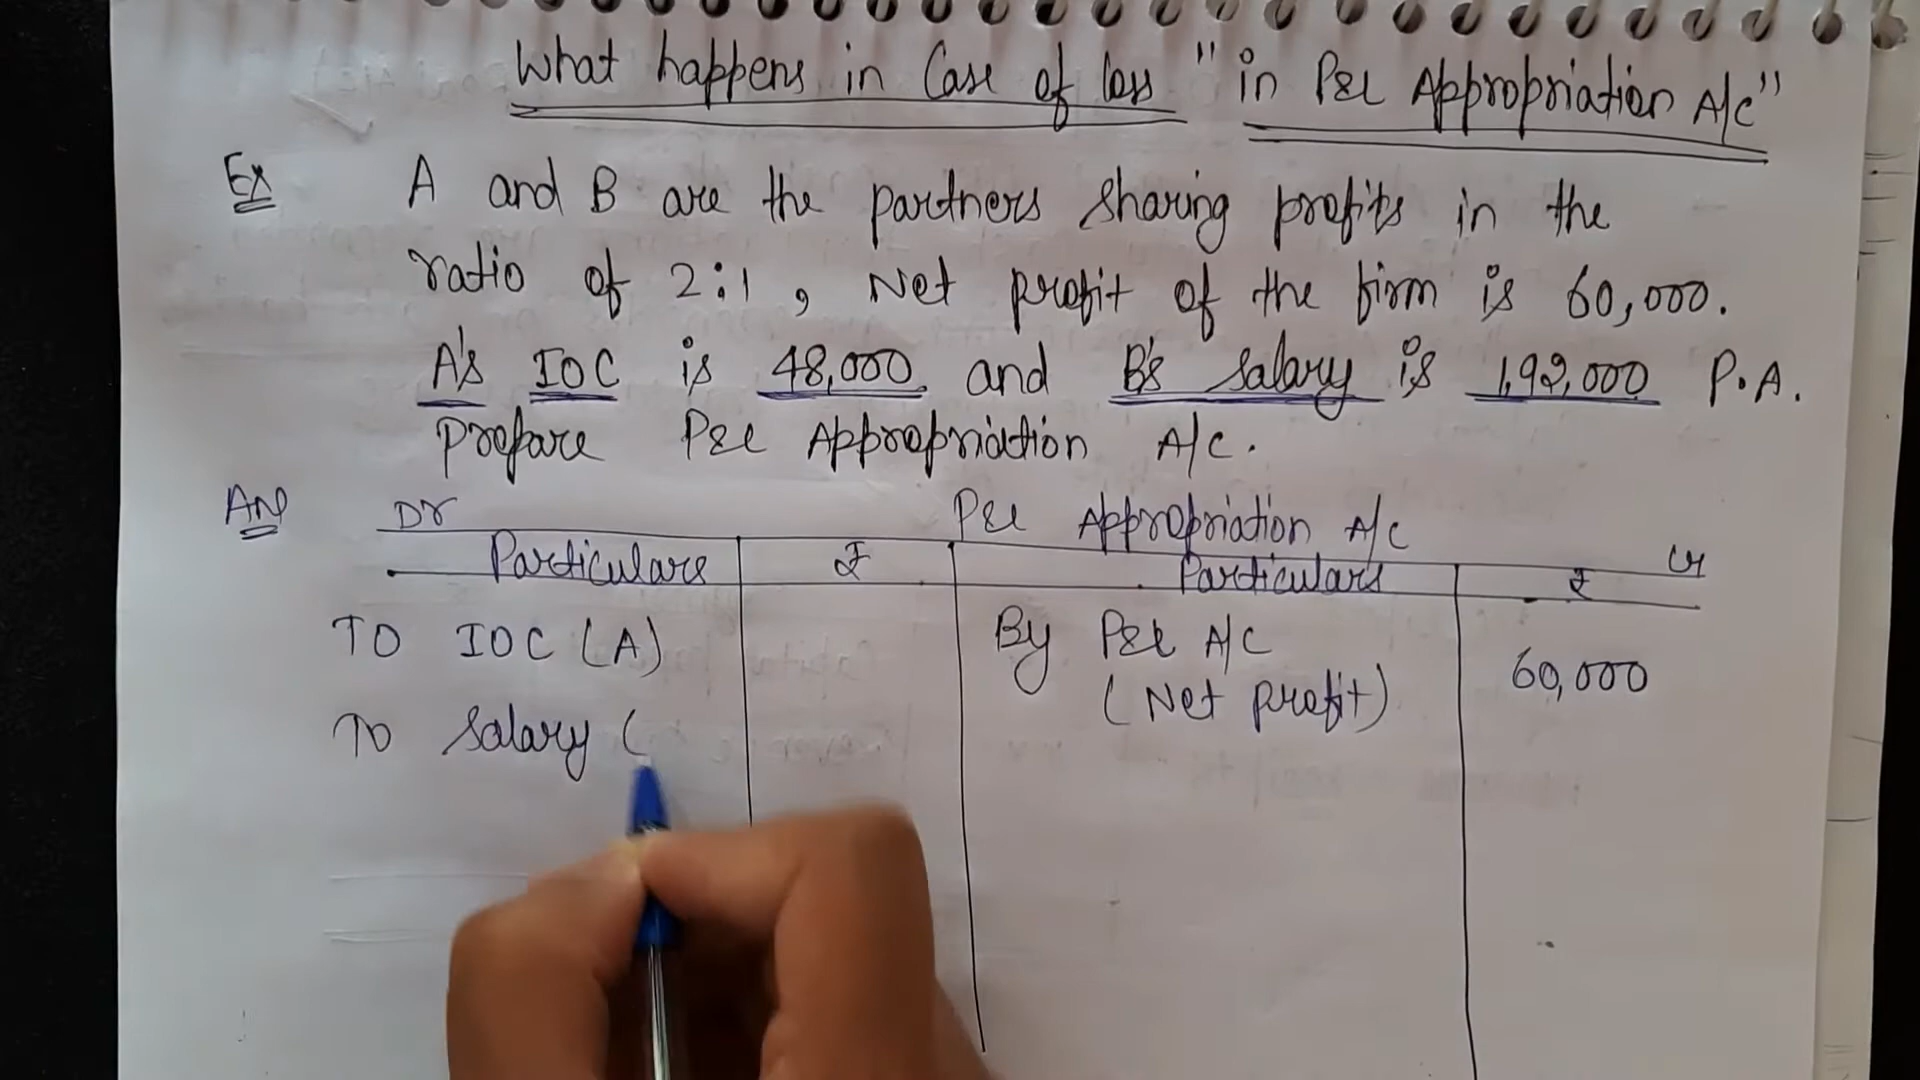 What happens in Case of loss "in P&L Appropriation A/c"
Ex A and B are the partners sharing profits in the
ratio of 2:1, Net profit of the firm is 60,000.
A's IOC is 48,000 and B's salary is 1,92,000 P.A.
Prepare P&L Appropriation A/c.
Ans Dr P&L Appropriation A/c Cr
Particulars ₹ Particulars ₹
TO IOC (A) By P&L A/C 60,000
(Net profit)
To Salary (